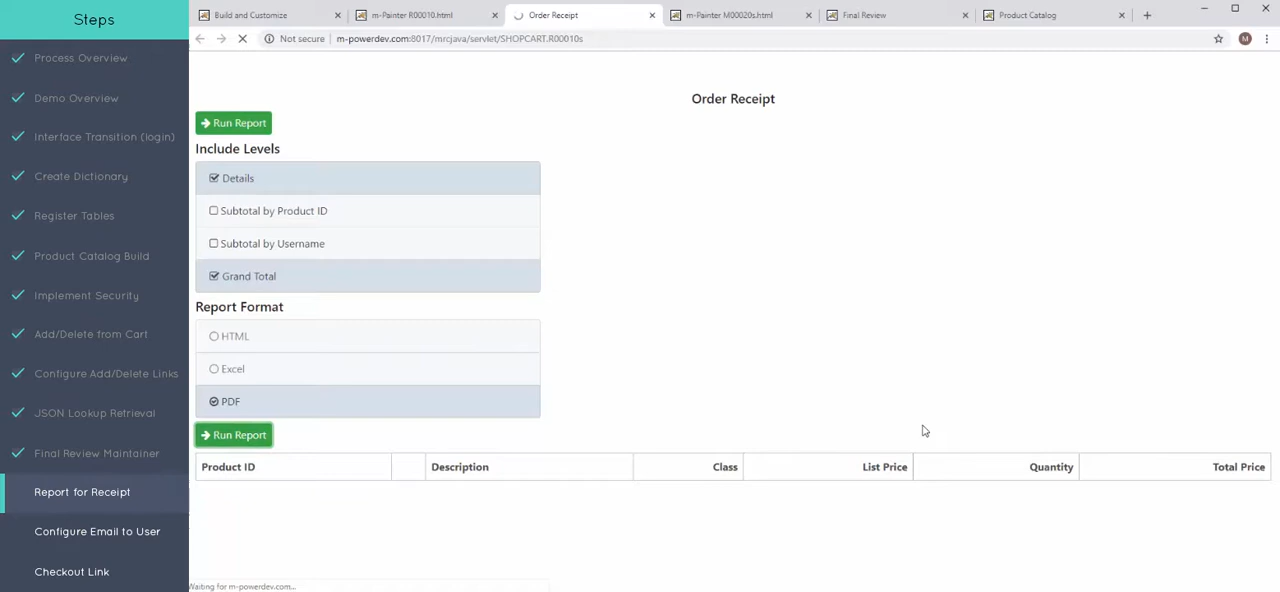 Steps
Process Overview
Demo Overview
Interface Transition (login)
Create Dictionary
Register Tables
Product Catalog Build
Implement Security
Add/Delete from Cart
Configure Add/Delete Links
JSON Lookup Retrieval
Final Review Maintainer
Report for Receipt
Configure Email to User
Checkout Link
Build and Customize
m-Painter R00010.html
Order Receipt
m-Painter M00020s.html
Final Review
Product Catalog
Not secure
m-powerdev.com:8017/mrcjava/servlet/SHOPCART.R00010s
M
Order Receipt
Run Report
Include Levels
Details
Subtotal by Product ID
Subtotal by Username
Grand Total
Report Format
HTML
Excel
PDF
Run Report
Product ID Description Class List Price Quantity Total Price
Waiting for m-powerdev.com...